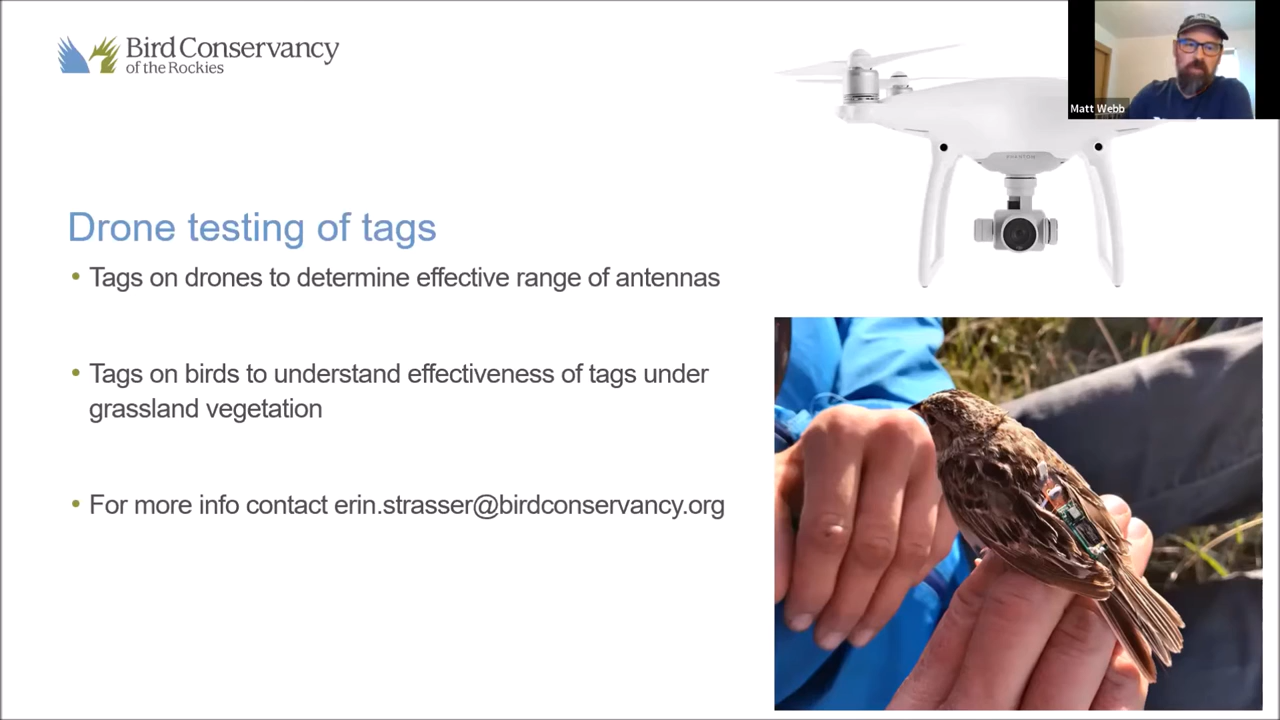 Bird Conservancy
of the Rockies
Matt Webb
Drone testing of tags
• Tags on drones to determine effective range of antennas
• Tags on birds to understand effectiveness of tags under
grassland vegetation
• For more info contact erin.strasser@birdconservancy.org